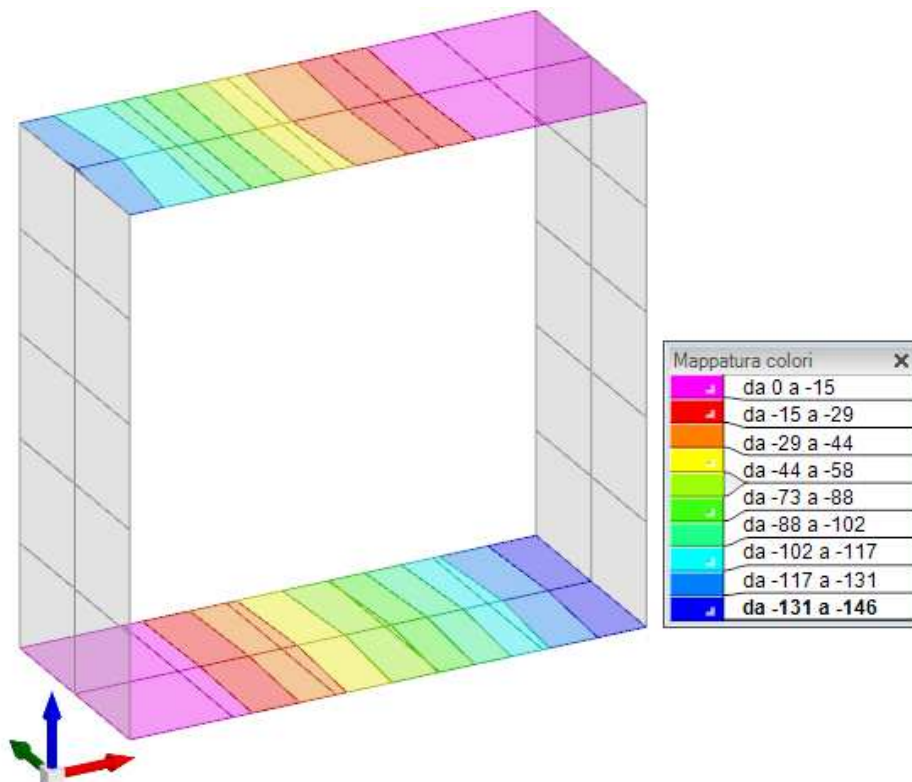 Mappatura colori
da 0 a -15
da -15 a -29
da -29 a -44
da -44 a -58
da -73 a -88
da -88 a -102
da -102 a -117
da -117 a -131
da -131 a -146